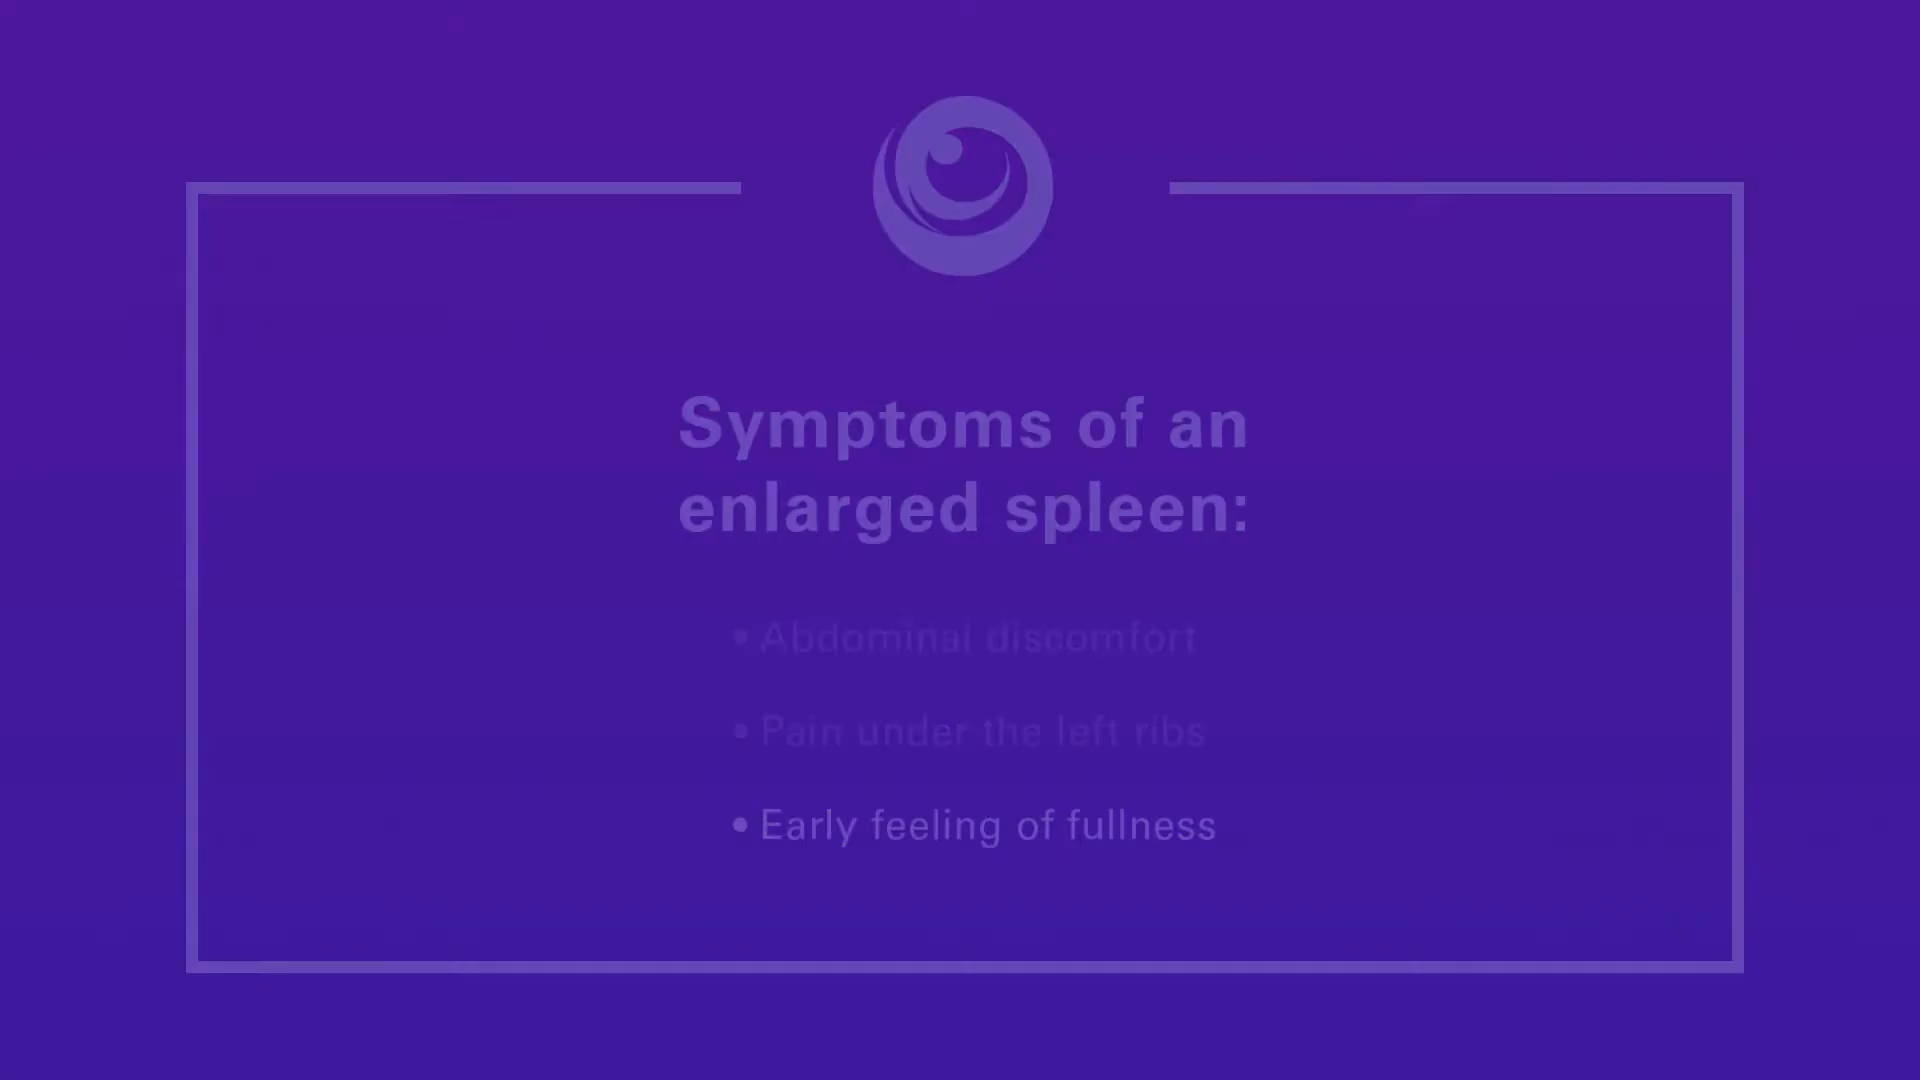 Symptoms of an
enlarged spleen:
• Abdominal discomfort
• Pain under the left ribs
• Early feeling of fullness